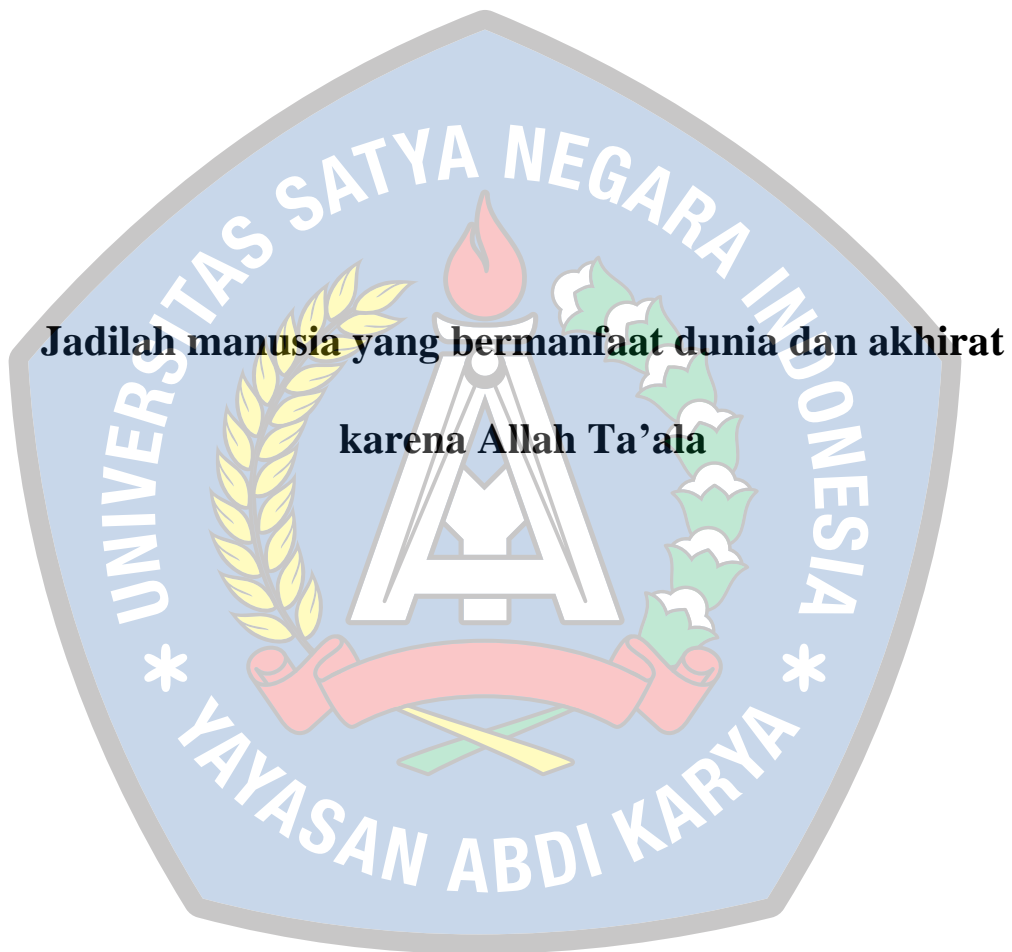 UNIVERSITAS SATYA NEGARA INDONESIA
Jadilah manusia yang bermanfaat dunia dan akhirat
karena Allah Ta’ala
* YAYASAN ABDI KARYA *